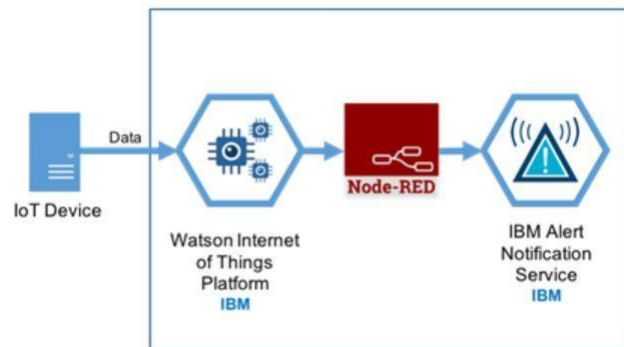 Data
IoT Device
Watson Internet
of Things
Platform
IBM
Node-RED
IBM Alert
Notification
Service
IBM